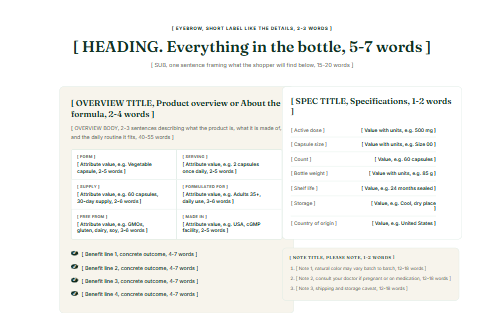 [ EYEBROW, SHORT LABEL LIKE THE DETAILS, 2-3 WORDS ]
[ HEADING. Everything in the bottle, 5-7 words ]
[ SUB, one sentence framing what the shopper will find below, 15-20 words ]
[ OVERVIEW TITLE, Product overview or About the
formula, 2-4 words ]
[ OVERVIEW BODY, 2-3 sentences describing what the product is, what it is made of,
and the daily routine it fits, 40-55 words ]
[ FORM ]
[ Attribute value, e.g. Vegetable
capsule, 2-5 words ]
[ SERVING ]
[ Attribute value, e.g. 2 capsules
once daily, 2-5 words ]
[ SUPPLY ]
[ Attribute value, e.g. 60 capsules,
30-day supply, 2-6 words ]
[ FORMULATED FOR ]
[ Attribute value, e.g. Adults 35+,
daily use, 3-6 words ]
[ FREE FROM ]
[ Attribute value, e.g. GMOs,
gluten, dairy, soy, 3-6 words ]
[ MADE IN ]
[ Attribute value, e.g. USA, cGMP
facility, 2-5 words ]
[ Benefit line 1, concrete outcome, 4-7 words ]
[ Benefit line 2, concrete outcome, 4-7 words ]
[ Benefit line 3, concrete outcome, 4-7 words ]
[ Benefit line 4, concrete outcome, 4-7 words ]
[ SPEC TITLE, Specifications, 1-2 words
]
[ Active dose ] [ Value with units, e.g. 500 mg ]
[ Capsule size ] [ Value with units, e.g. Size 00 ]
[ Count ] [ Value, e.g. 60 capsules ]
[ Bottle weight ] [ Value with units, e.g. 85 g ]
[ Shelf life ] [ Value, e.g. 24 months sealed ]
[ Storage ] [ Value, e.g. Cool, dry place
]
[ Country of origin ] [ Value, e.g. United States ]
[ NOTE TITLE, PLEASE NOTE, 1-2 WORDS ]
1. [ Note 1, natural color may vary batch to batch, 12-18 words ]
2. [ Note 2, consult your doctor if pregnant or on medication, 12-18 words ]
3. [ Note 3, shipping and storage caveat, 12-18 words ]